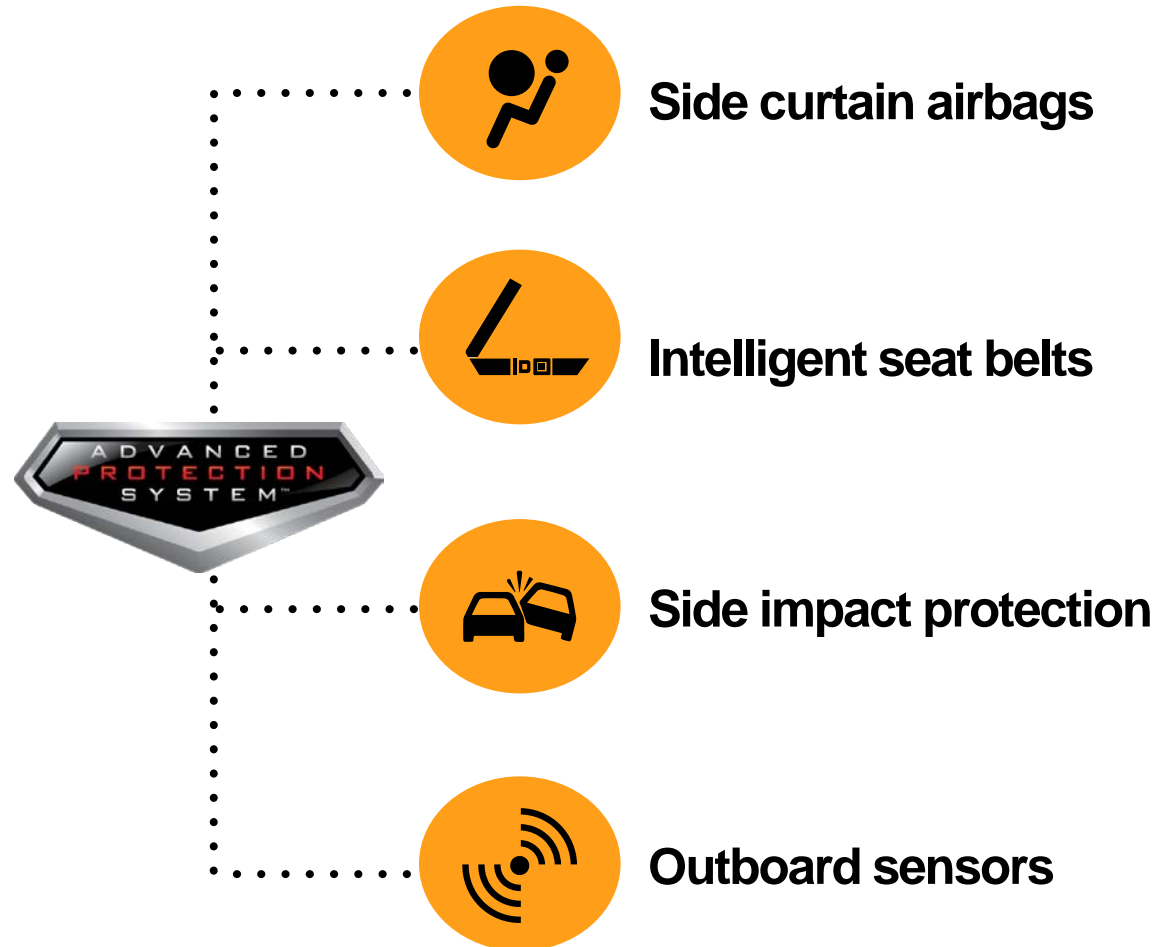 Side curtain airbags
Intelligent seat belts
ADVANCED
PROTECTION
SYSTEM™
Side impact protection
Outboard sensors